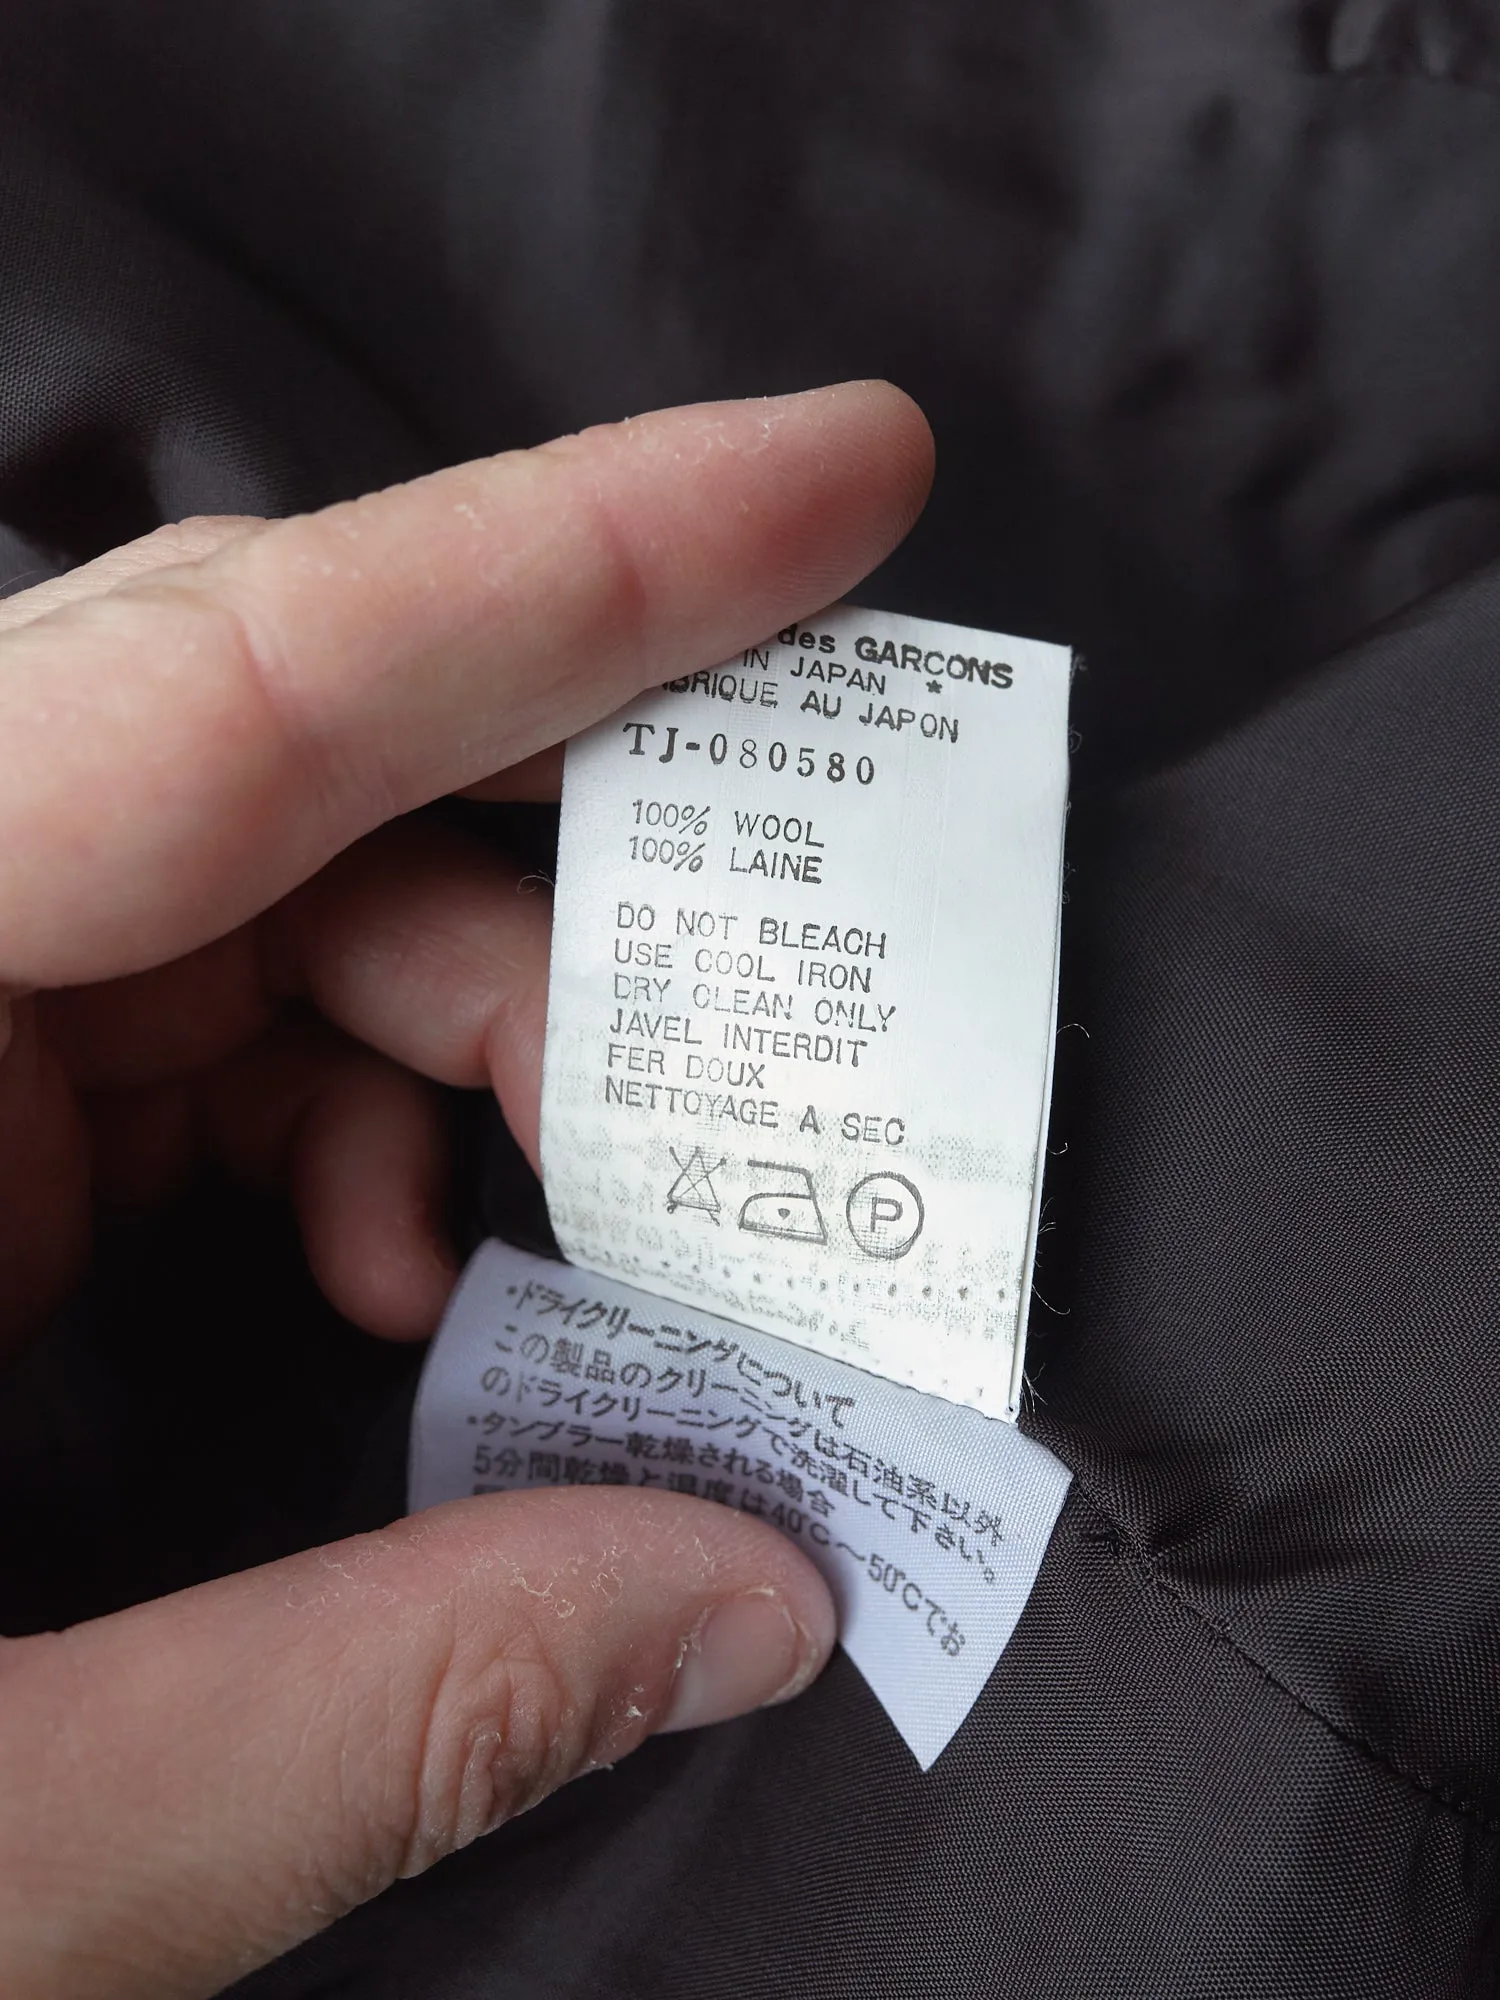 des GARCONS
IN JAPAN *
BRIQUE AU JAPON
TJ-080580
100% WOOL
100% LAINE
DO NOT BLEACH
USE COOL IRON
DRY CLEAN ONLY
JAVEL INTERDIT
FER DOUX
NETTOYAGE A SEC
P
・ドライクリーニングについて
この製品のクリーニングは石油系以外
のドライクリーニングで洗濯して下さい。
・タンブラー乾燥される場合
5分間乾燥と温度は40℃〜50℃でお